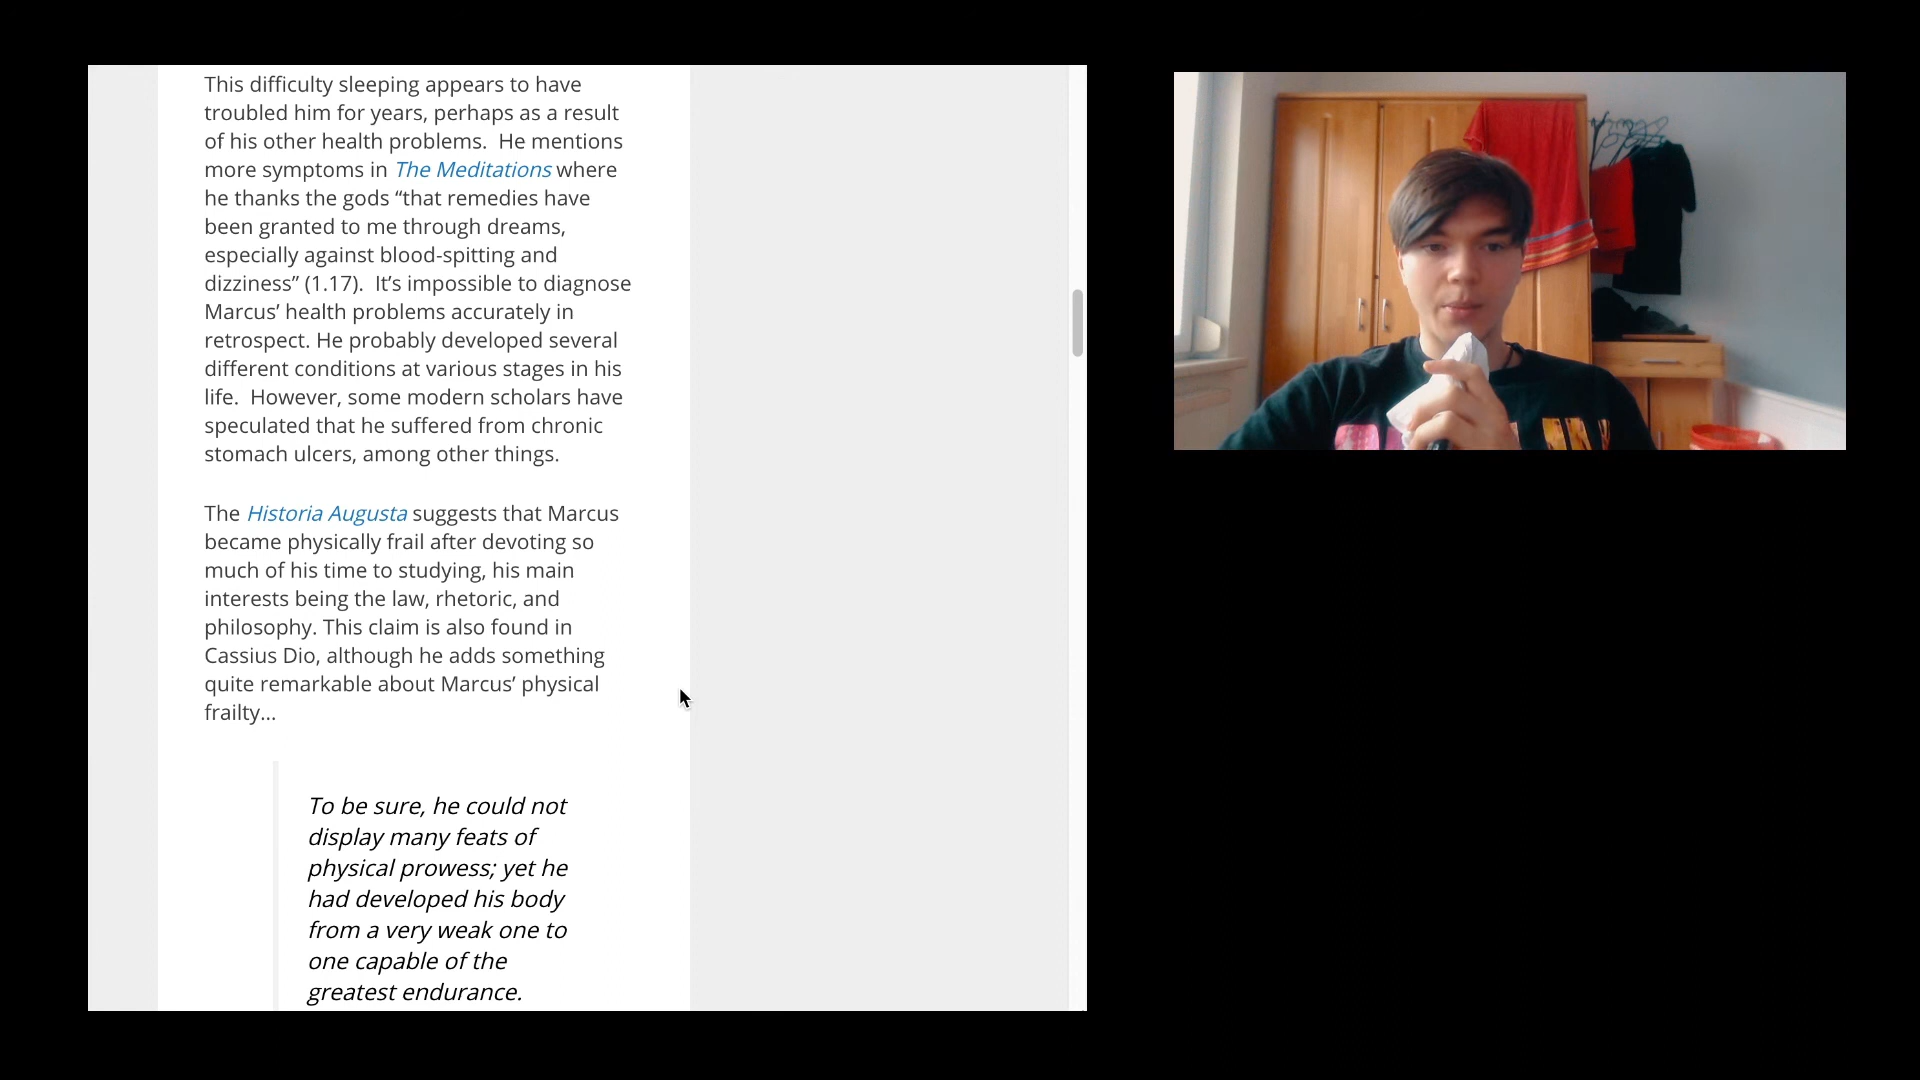 This difficulty sleeping appears to have
troubled him for years, perhaps as a result
of his other health problems.  He mentions
more symptoms in The Meditations where
he thanks the gods “that remedies have
been granted to me through dreams,
especially against blood-spitting and
dizziness” (1.17).  It’s impossible to diagnose
Marcus’ health problems accurately in
retrospect. He probably developed several
different conditions at various stages in his
life.  However, some modern scholars have
speculated that he suffered from chronic
stomach ulcers, among other things.
The Historia Augusta suggests that Marcus
became physically frail after devoting so
much of his time to studying, his main
interests being the law, rhetoric, and
philosophy. This claim is also found in
Cassius Dio, although he adds something
quite remarkable about Marcus’ physical
frailty…
To be sure, he could not
display many feats of
physical prowess; yet he
had developed his body
from a very weak one to
one capable of the
greatest endurance.